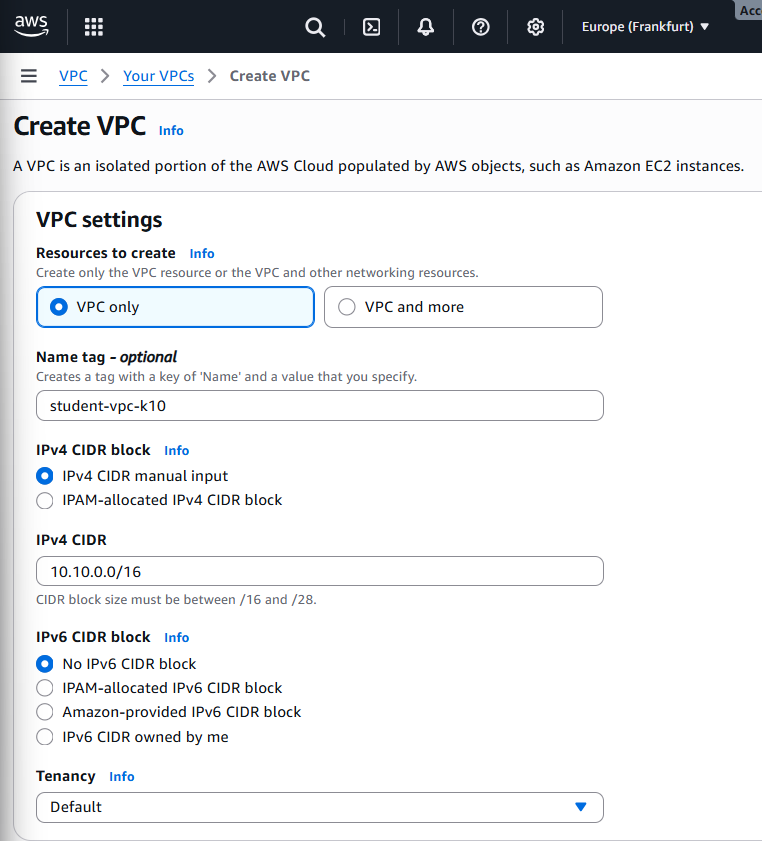 aws
Europe (Frankfurt)
Acc
VPC > Your VPCs > Create VPC
Create VPC Info
A VPC is an isolated portion of the AWS Cloud populated by AWS objects, such as Amazon EC2 instances.
VPC settings
Resources to create Info
Create only the VPC resource or the VPC and other networking resources.
VPC only
VPC and more
Name tag - optional
Creates a tag with a key of 'Name' and a value that you specify.
student-vpc-k10
IPv4 CIDR block Info
IPv4 CIDR manual input
IPAM-allocated IPv4 CIDR block
IPv4 CIDR
10.10.0.0/16
CIDR block size must be between /16 and /28.
IPv6 CIDR block Info
No IPv6 CIDR block
IPAM-allocated IPv6 CIDR block
Amazon-provided IPv6 CIDR block
IPv6 CIDR owned by me
Tenancy Info
Default